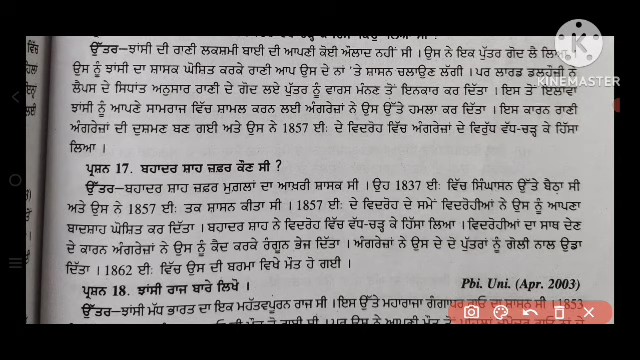 ਉੱਤਰ—ਝਾਂਸੀ ਦੀ ਰਾਣੀ ਲਕਸ਼ਮੀ ਬਾਈ ਦੀ ਆਪਣੀ ਕੋਈ ਔਲਾਦ ਨਹੀਂ ਸੀ। ਉਸ ਨੇ ਇਕ ਪੁੱਤਰ ਗੋਦ ਲੈ ਲਿਆ
ਉਸ ਨੂੰ ਝਾਂਸੀ ਦਾ ਸ਼ਾਸਕ ਘੋਸ਼ਿਤ ਕਰਕੇ ਰਾਣੀ ਆਪ ਉਸ ਦੇ ਨਾਂ 'ਤੇ ਸ਼ਾਸਨ ਚਲਾਉਣ ਲੱਗੀ। ਪਰ ਲਾਰਡ ਡਲਹੌਜ਼ੀ ਨੇ
KINEMASTER
ਲੈਪਸ ਦੇ ਸਿਧਾਂਤ ਅਨੁਸਾਰ ਰਾਣੀ ਦੇ ਗੋਦ ਲਏ ਪੁੱਤਰ ਨੂੰ ਵਾਰਸ ਮੰਨਣ ਤੋਂ ਇਨਕਾਰ ਕਰ ਦਿੱਤਾ। ਇਸ ਤੋਂ ਇਲਾਵਾ
ਝਾਂਸੀ ਨੂੰ ਆਪਣੇ ਸਾਮਰਾਜ ਵਿੱਚ ਸ਼ਾਮਲ ਕਰਨ ਲਈ ਅੰਗਰੇਜ਼ਾਂ ਨੇ ਉਸ ਉੱਤੇ ਹਮਲਾ ਕਰ ਦਿੱਤਾ। ਇਸ ਕਾਰਨ ਰਾਣੀ
ਅੰਗਰੇਜ਼ਾਂ ਦੀ ਦੁਸ਼ਮਣ ਬਣ ਗਈ ਅਤੇ ਉਸ ਨੇ 1857 ਈਃ ਦੇ ਵਿਦਰੋਹ ਵਿੱਚ ਅੰਗਰੇਜ਼ਾਂ ਦੇ ਵਿਰੁੱਧ ਵੱਧ-ਚੜ੍ਹ ਕੇ ਹਿੱਸਾ
ਲਿਆ।
ਪ੍ਰਸ਼ਨ 17. ਬਹਾਦਰ ਸ਼ਾਹ ਜ਼ਫ਼ਰ ਕੌਣ ਸੀ ?
ਉੱਤਰ—ਬਹਾਦਰ ਸ਼ਾਹ ਜ਼ਫਰ ਮੁਗ਼ਲਾਂ ਦਾ ਆਖ਼ਰੀ ਸ਼ਾਸਕ ਸੀ। ਉਹ 1837 ਈਃ ਵਿੱਚ ਸਿੰਘਾਸਨ ਉੱਤੇ ਬੈਠਾ ਸੀ
ਅਤੇ ਉਸ ਨੇ 1857 ਈਃ ਤਕ ਸ਼ਾਸਨ ਕੀਤਾ ਸੀ। 1857 ਈਃ ਦੇ ਵਿਦਰੋਹ ਦੇ ਸਮੇਂ ਵਿਦਰੋਹੀਆਂ ਨੇ ਉਸ ਨੂੰ ਆਪਣਾ
ਬਾਦਸ਼ਾਹ ਘੋਸ਼ਿਤ ਕਰ ਦਿੱਤਾ। ਬਹਾਦਰ ਸ਼ਾਹ ਨੇ ਵਿਦਰੋਹ ਵਿੱਚ ਵੱਧ-ਚੜ੍ਹ ਕੇ ਹਿੱਸਾ ਲਿਆ। ਵਿਦਰੋਹੀਆਂ ਦਾ ਸਾਥ ਦੇਣ
ਦੇ ਕਾਰਨ ਅੰਗਰੇਜ਼ਾਂ ਨੇ ਉਸ ਨੂੰ ਕੈਦ ਕਰਕੇ ਰੰਗੂਨ ਭੇਜ ਦਿੱਤਾ। ਅੰਗਰੇਜ਼ਾਂ ਨੇ ਉਸ ਦੇ ਦੋ ਪੁੱਤਰਾਂ ਨੂੰ ਗੋਲੀ ਨਾਲ ਉਡਾ
ਦਿੱਤਾ। 1862 ਈਃ ਵਿੱਚ ਉਸ ਦੀ ਬਰਮਾ ਵਿਖੇ ਮੌਤ ਹੋ ਗਈ।
ਪ੍ਰਸ਼ਨ 18. ਝਾਂਸੀ ਰਾਜ ਬਾਰੇ ਲਿਖੋ। Pbi. Uni. (Apr. 2003)
ਉੱਤਰ—ਝਾਂਸੀ ਮੱਧ ਭਾਰਤ ਦਾ ਇਕ ਮਹੱਤਵਪੂਰਨ ਰਾਜ ਸੀ। ਇਸ ਉੱਤੇ ਮਹਾਰਾਜਾ ਗੰਗਾਧਰ ਰਾਓ ਦਾ ਸ਼ਾਸਨ ਸੀ। 1853